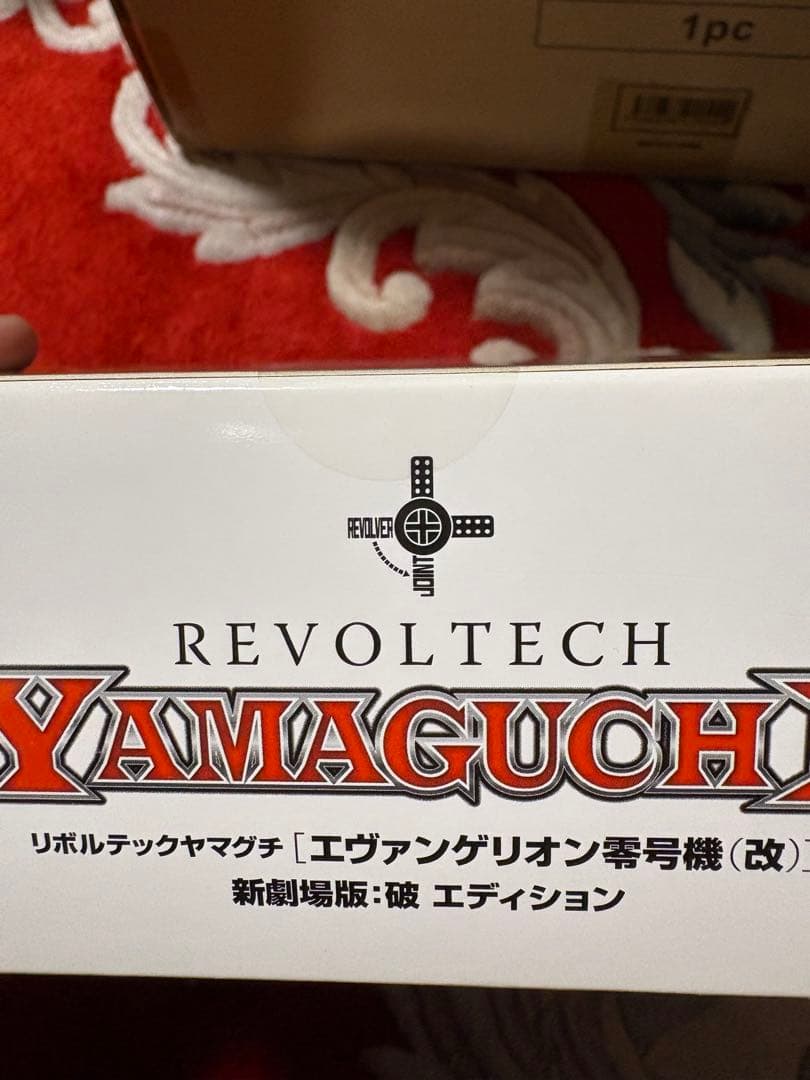 1pc
REVOLVER
JOINT
REVOLTECH
YAMAGUCHI
リボルテックヤマグチ [エヴァンゲリオン零号機(改)]
新劇場版:破 エディション